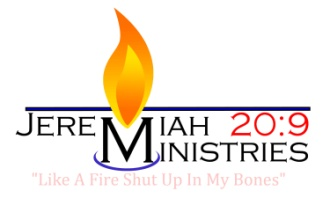 JEREMIAH 20:9
MINISTRIES
"Like A Fire Shut Up In My Bones"